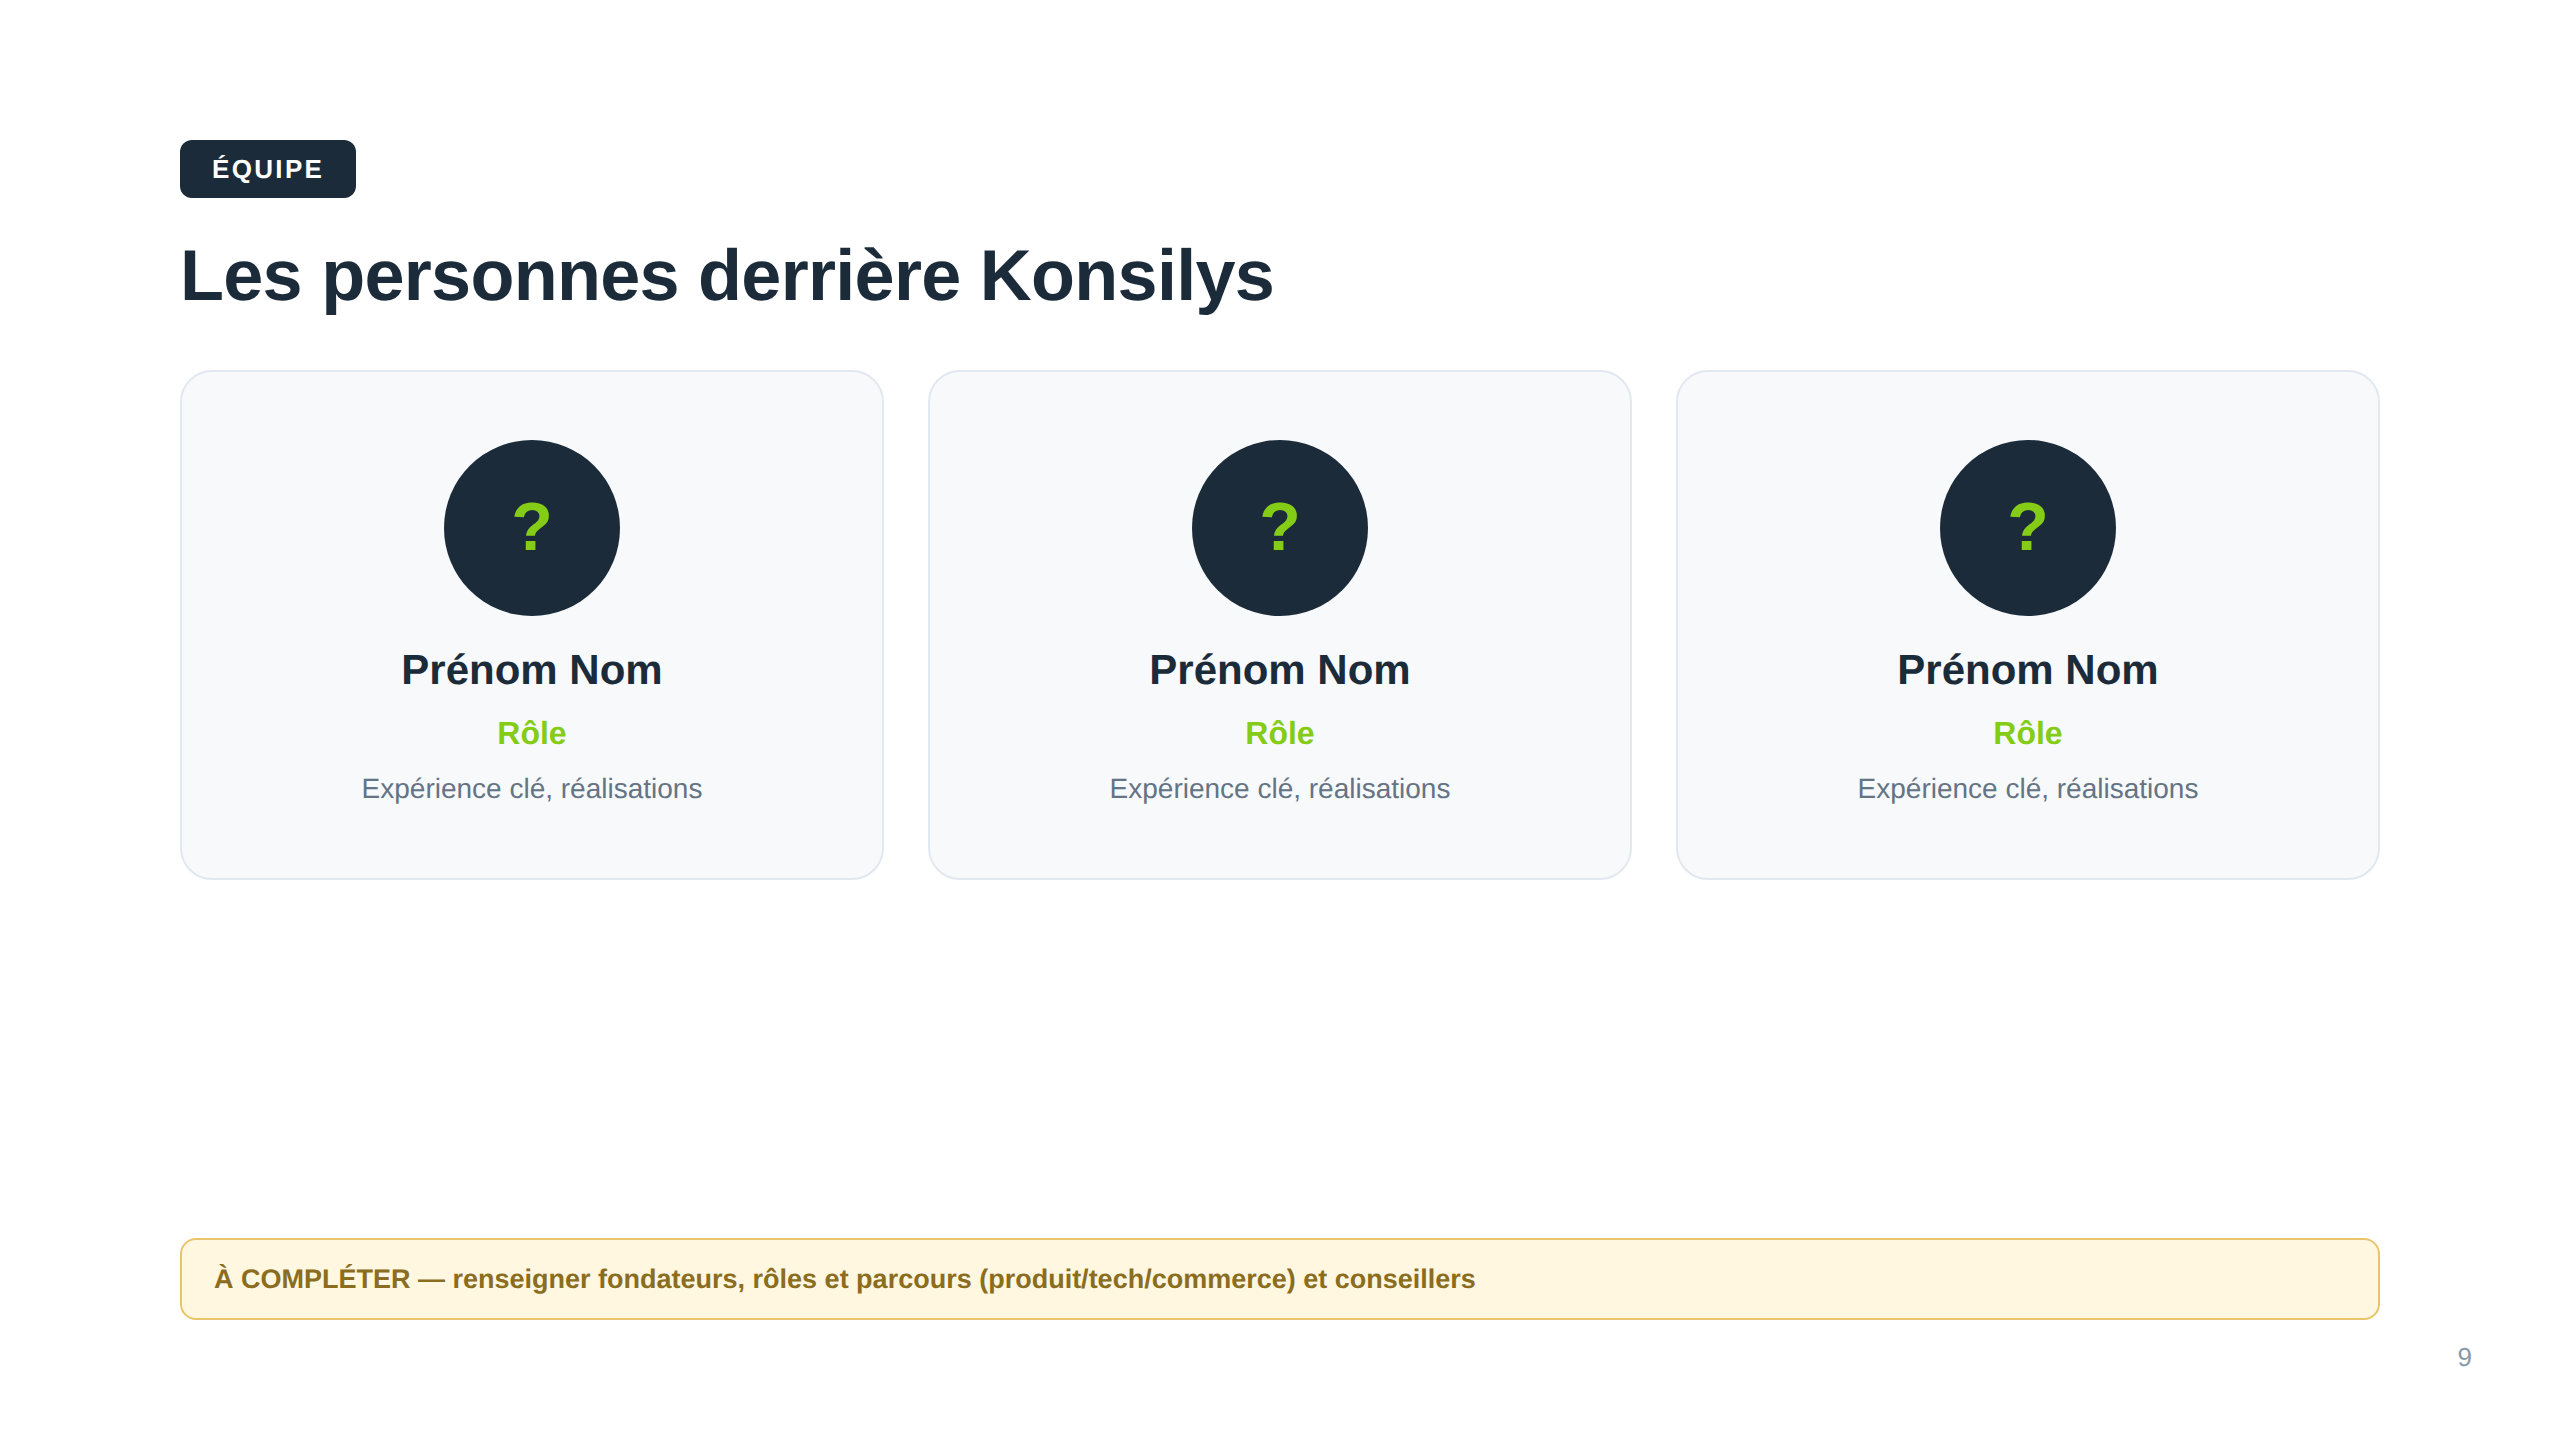 ÉQUIPE
Les personnes derrière Konsilys
?
?
?
Prénom Nom
Prénom Nom
Prénom Nom
Rôle
Rôle
Rôle
Expérience clé, réalisations
Expérience clé, réalisations
Expérience clé, réalisations
À COMPLÉTER — renseigner fondateurs, rôles et parcours (produit/tech/commerce) et conseillers
9